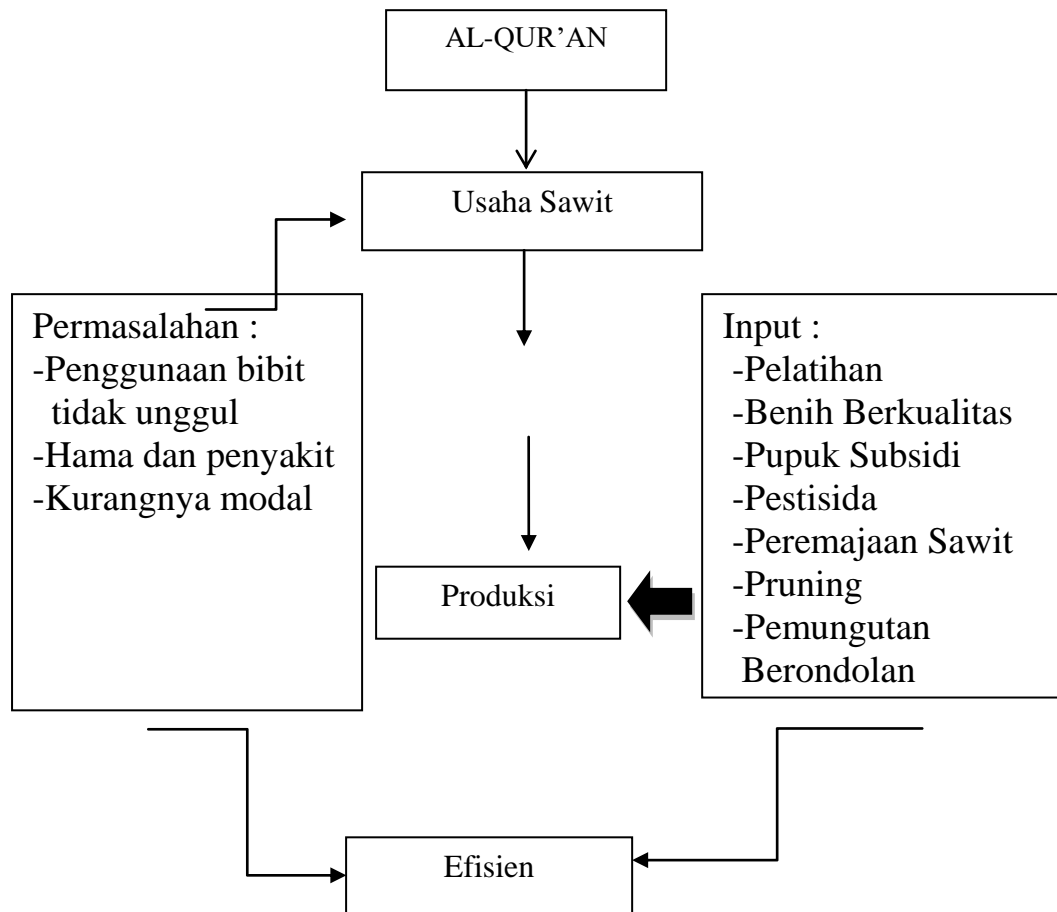 AL-QUR’AN
Usaha Sawit
Permasalahan :
-Penggunaan bibit
tidak unggul
-Hama dan penyakit
-Kurangnya modal
Input :
-Pelatihan
-Benih Berkualitas
-Pupuk Subsidi
-Pestisida
-Peremajaan Sawit
-Pruning
-Pemungutan
Berondolan
Produksi
Efisien